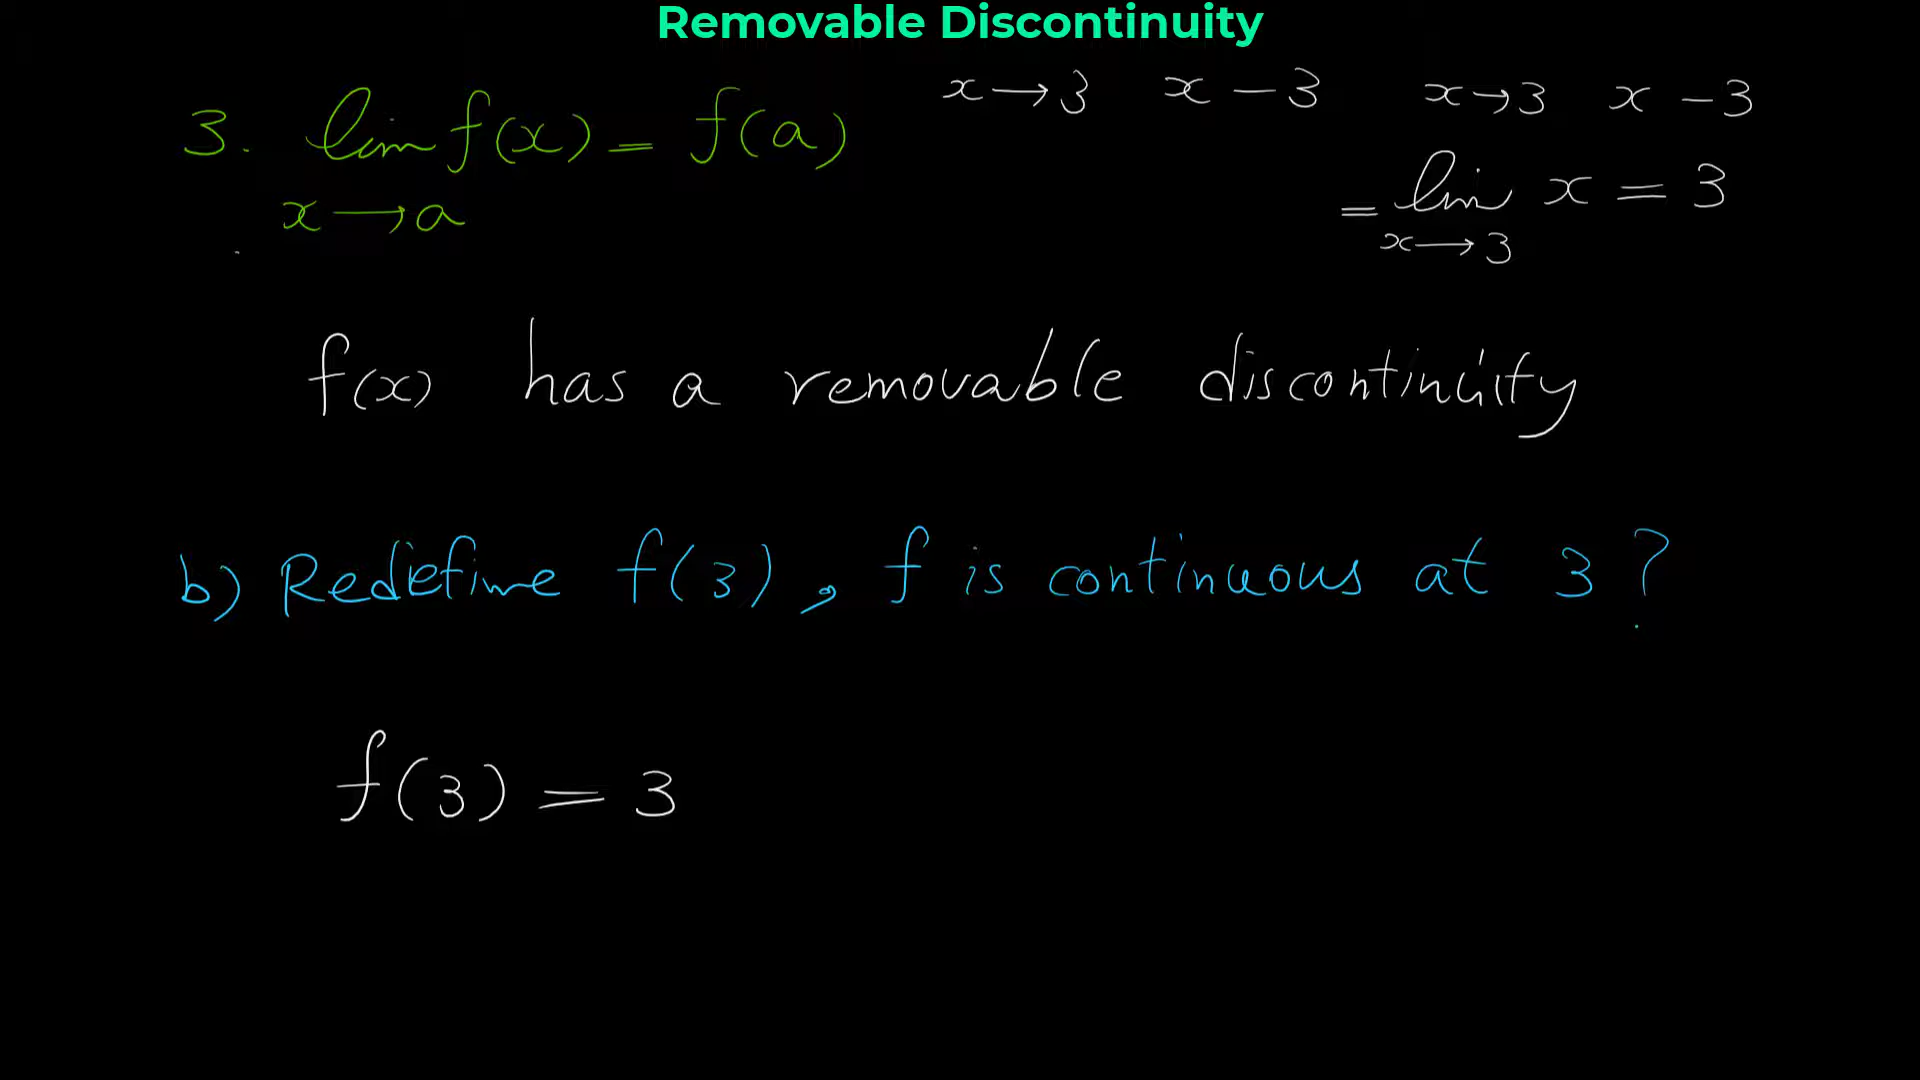 Removable Discontinuity
x → 3 x - 3 x → 3 x - 3
3. lim f(x) = f(a)
x → a
= lim x = 3
x → 3
f(x) has a removable discontinuity
b) Redefine f(3), f is continuous at 3?
f(3) = 3